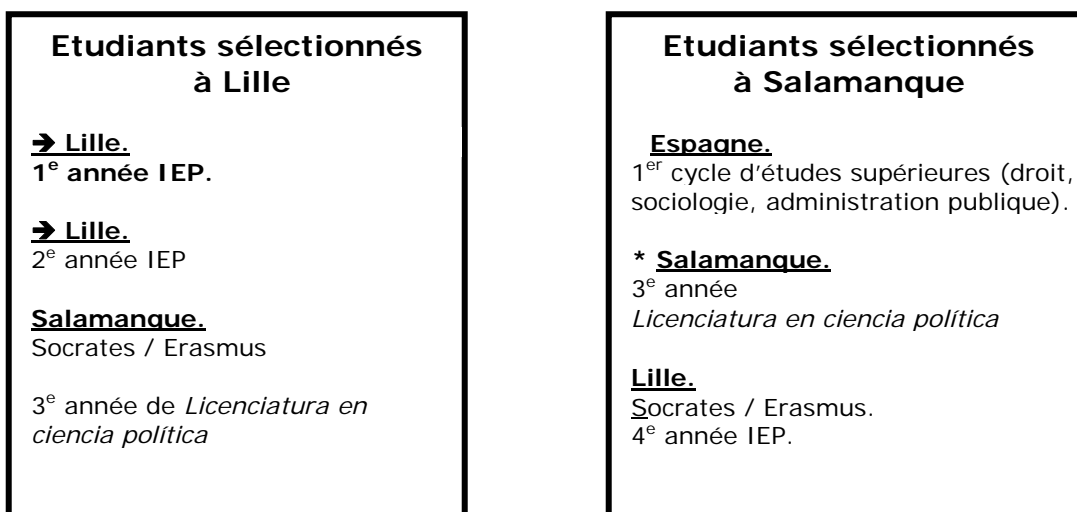 Etudiants sélectionnés
à Lille
➔ Lille.
1e année IEP.
➔ Lille.
2e année IEP
Salamanque.
Socrates / Erasmus
3e année de Licenciatura en
ciencia política
Etudiants sélectionnés
à Salamanque
Espagne.
1er cycle d'études supérieures (droit,
sociologie, administration publique).
* Salamanque.
3e année
Licenciatura en ciencia política
Lille.
Socrates / Erasmus.
4e année IEP.